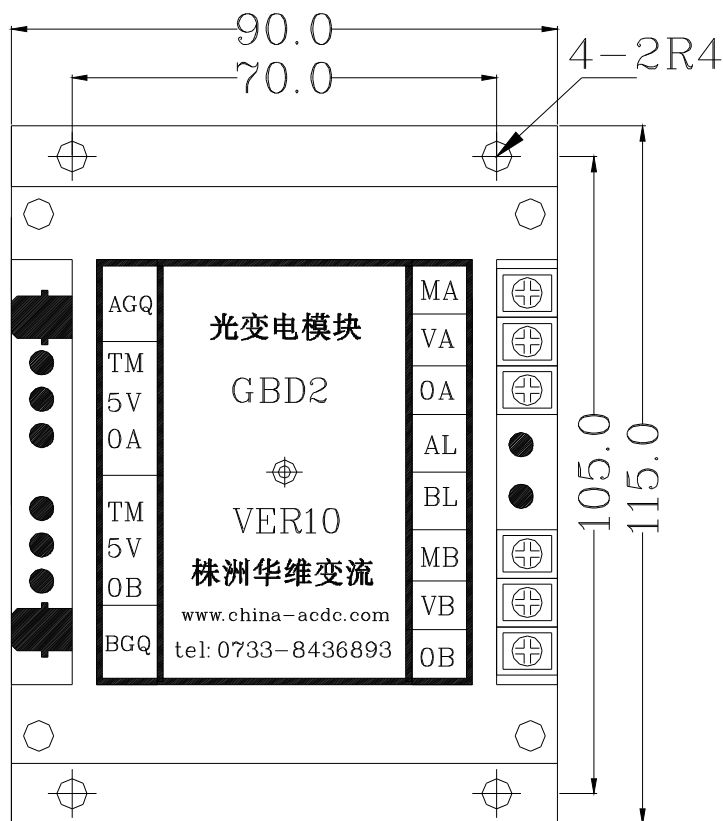 90.0
70.0
4-2R4
AGQ
TM
5V
0A
TM
5V
0B
BGQ
光变电模块
GBD2
VER10
株洲华维变流
www.china-acdc.com
tel: 0733-8436893
MA
VA
0A
AL
BL
MB
VB
0B
105.0
115.0